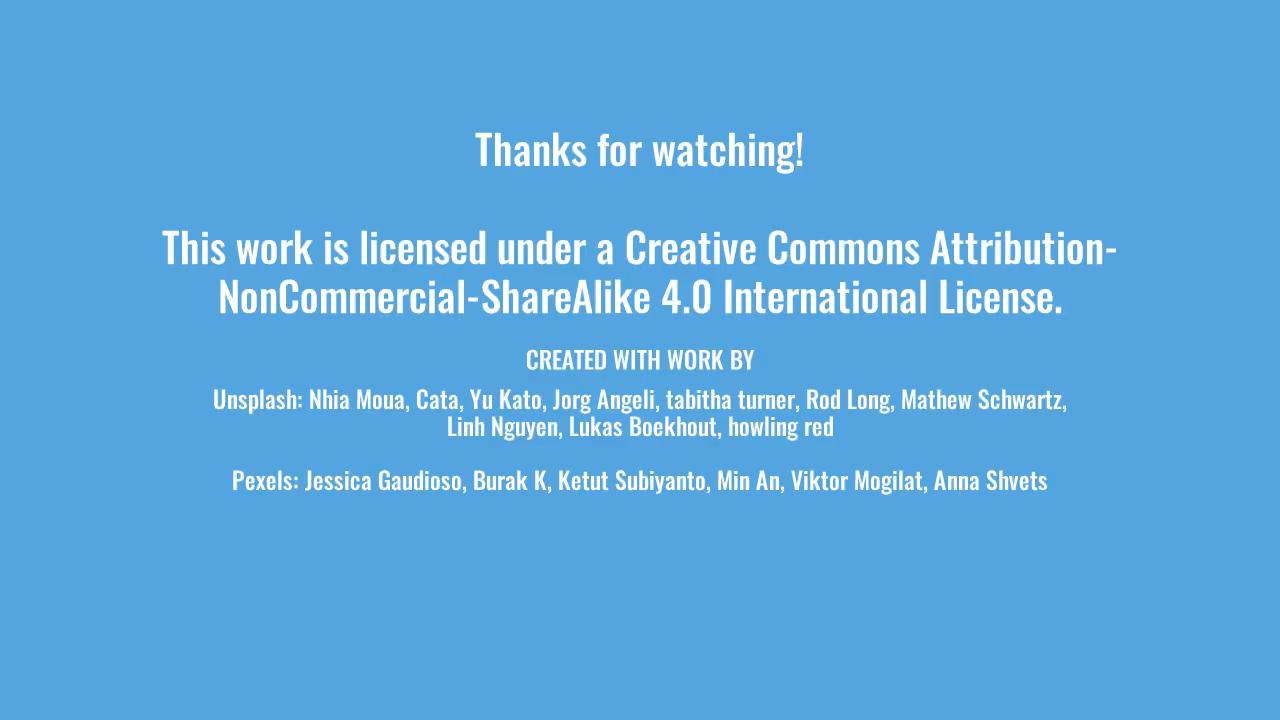 Thanks for watching!
This work is licensed under a Creative Commons Attribution-
NonCommercial-ShareAlike 4.0 International License.
CREATED WITH WORK BY
Unsplash: Nhia Moua, Cata, Yu Kato, Jorg Angeli, tabitha turner, Rod Long, Mathew Schwartz,
Linh Nguyen, Lukas Boekhout, howling red
Pexels: Jessica Gaudioso, Burak K, Ketut Subiyanto, Min An, Viktor Mogilat, Anna Shvets